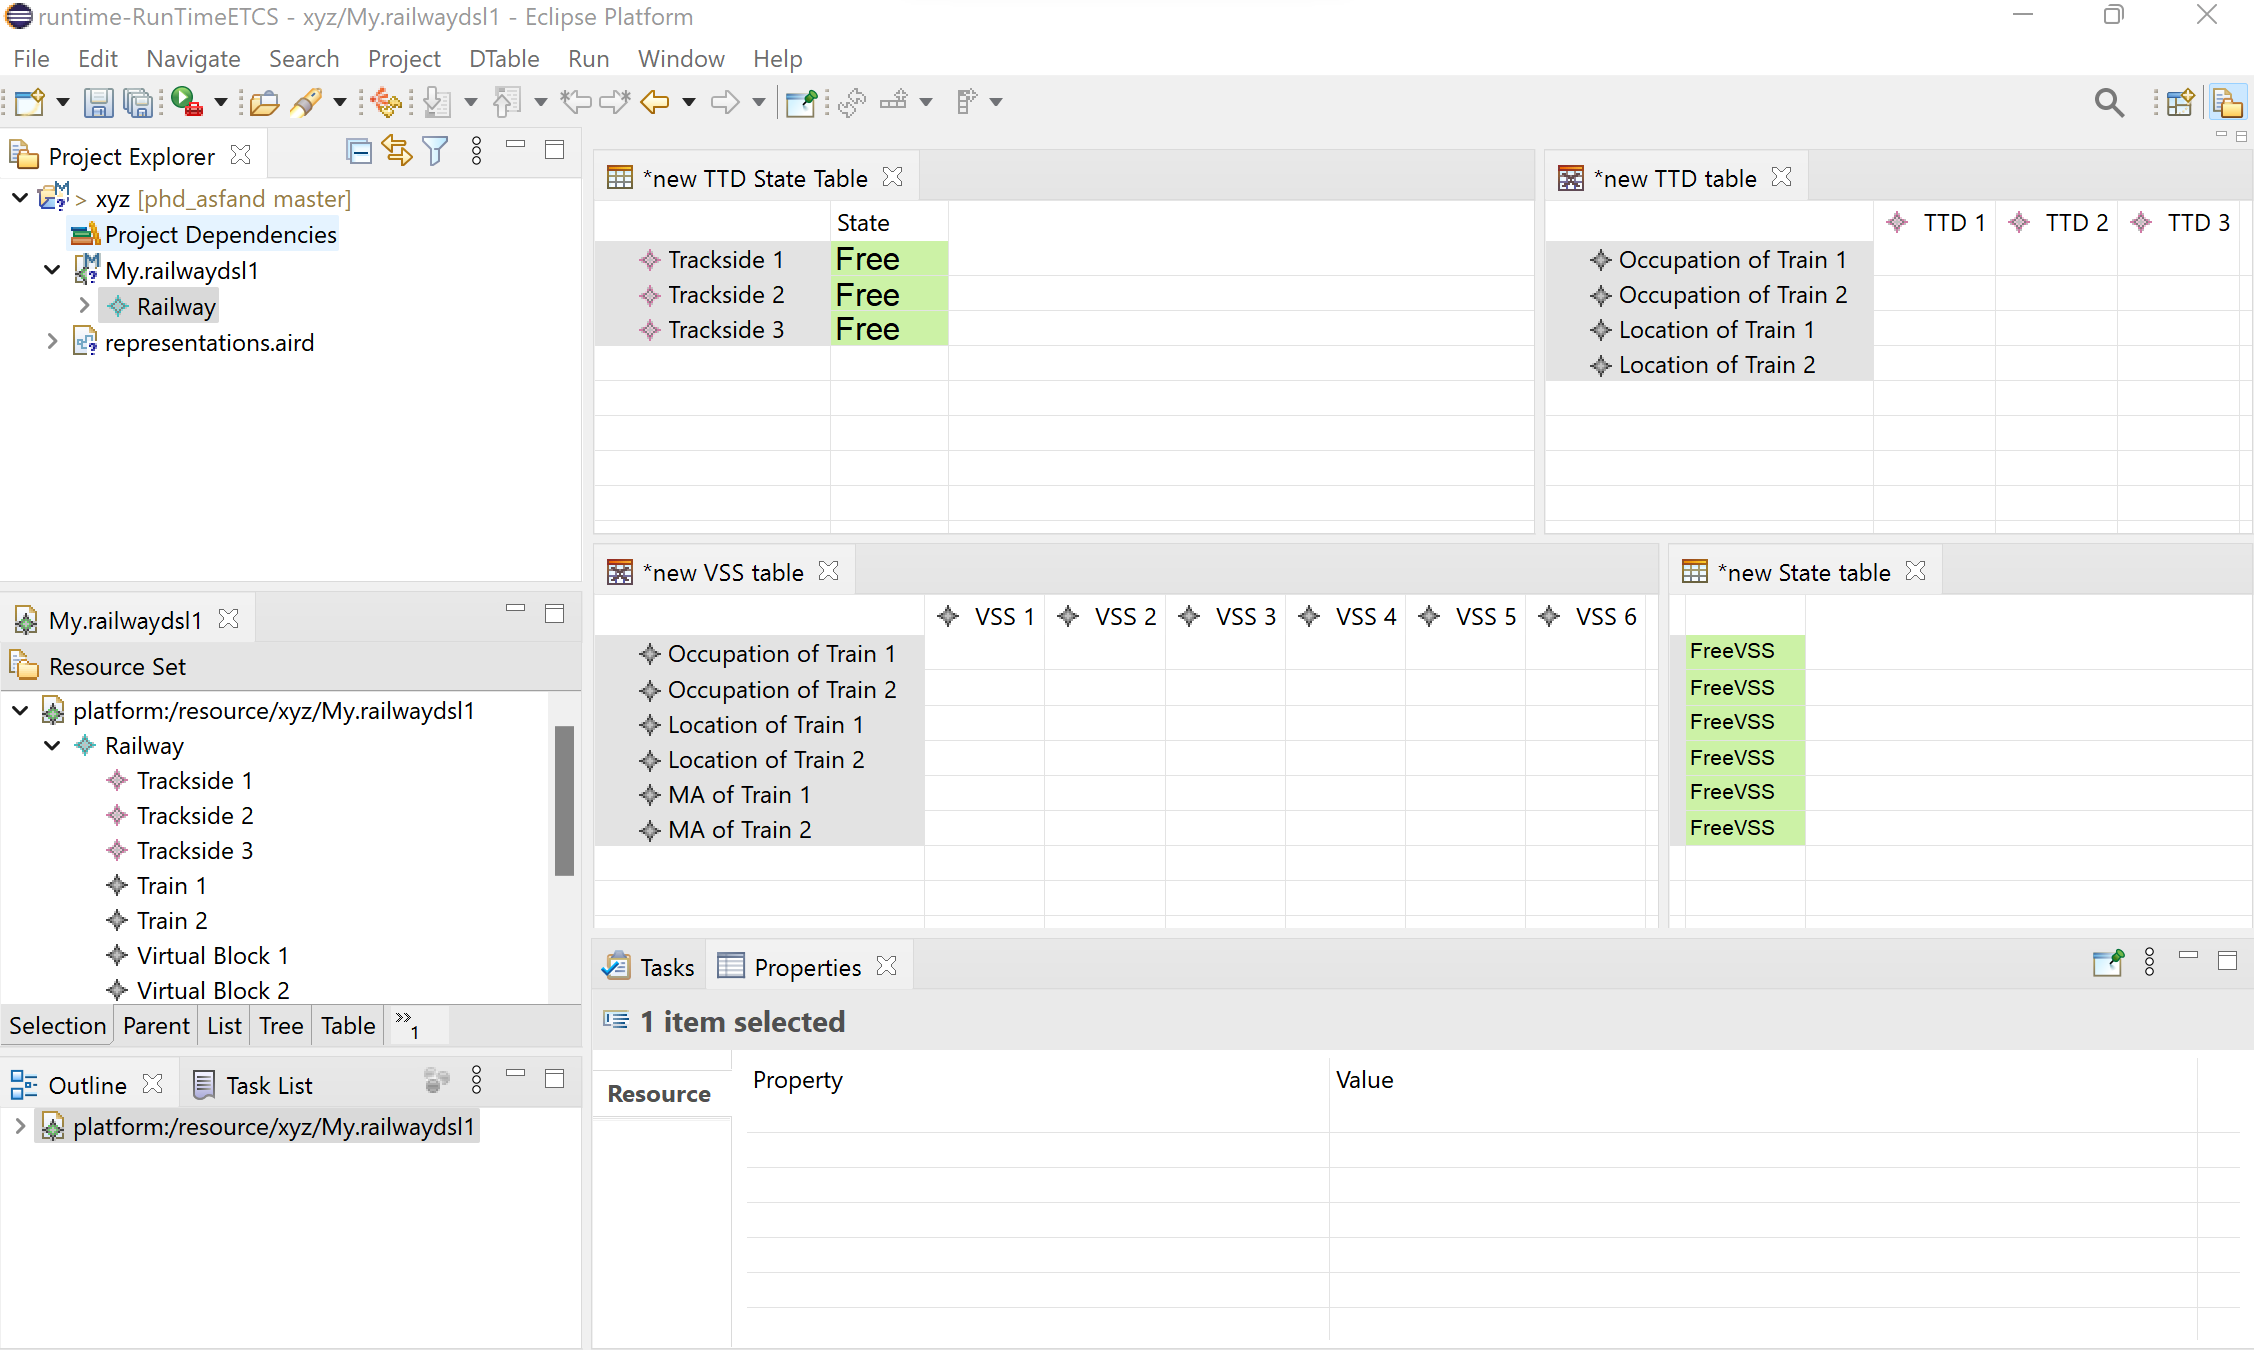 runtime-RunTimeETCS - xyz/My.railwaydsl1 - Eclipse Platform
File Edit Navigate Search Project DTable Run Window Help
Project Explorer
> xyz [phd_asfand master]
Project Dependencies
My.railwaydsl1
Railway
representations.aird
*new TTD State Table
State
Trackside 1 Free
Trackside 2 Free
Trackside 3 Free
*new TTD table
TTD 1 TTD 2 TTD 3
Occupation of Train 1
Occupation of Train 2
Location of Train 1
Location of Train 2
My.railwaydsl1
Resource Set
platform:/resource/xyz/My.railwaydsl1
Railway
Trackside 1
Trackside 2
Trackside 3
Train 1
Train 2
Virtual Block 1
Virtual Block 2
Selection Parent List Tree Table »1
*new VSS table
VSS 1 VSS 2 VSS 3 VSS 4 VSS 5 VSS 6
Occupation of Train 1
Occupation of Train 2
Location of Train 1
Location of Train 2
MA of Train 1
MA of Train 2
*new State table
FreeVSS
FreeVSS
FreeVSS
FreeVSS
FreeVSS
FreeVSS
Outline Task List
platform:/resource/xyz/My.railwaydsl1
Tasks Properties
1 item selected
Resource
Property Value